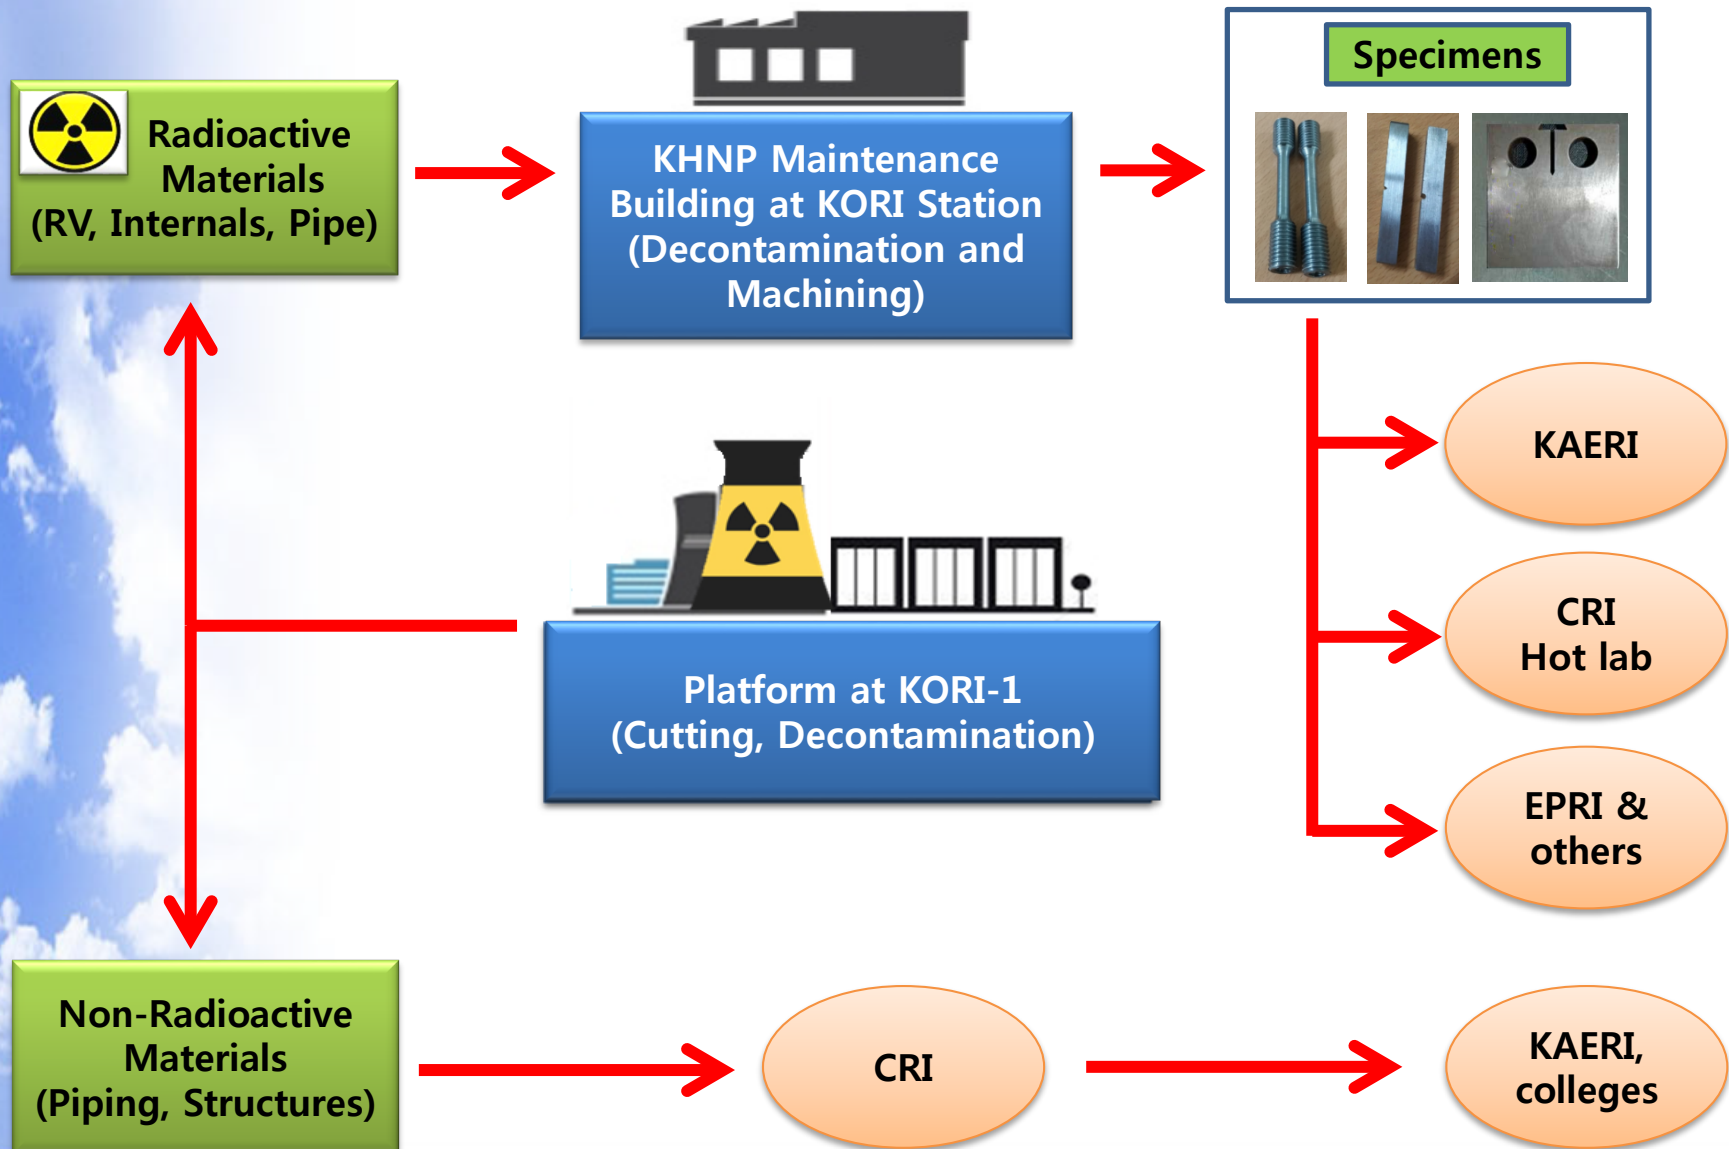 Radioactive
Materials
(RV, Internals, Pipe)
KHNP Maintenance
Building at KORI Station
(Decontamination and
Machining)
Specimens
KAERI
CRI
Hot lab
EPRI &
others
Platform at KORI-1
(Cutting, Decontamination)
Non-Radioactive
Materials
(Piping, Structures)
CRI
KAERI,
colleges